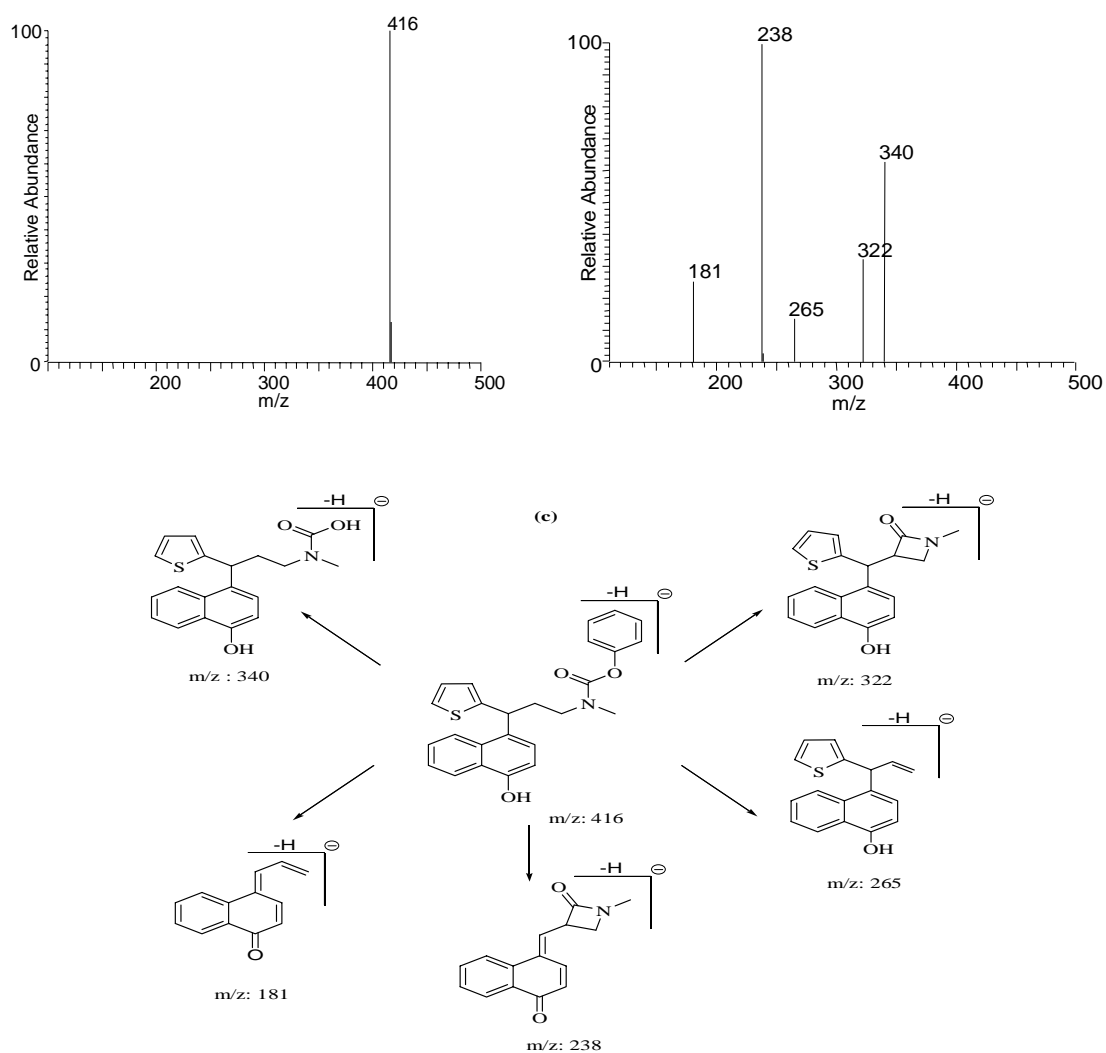 100
416
Relative Abundance
0
200
300
400
500
m/z
100
238
340
322
181
265
Relative Abundance
0
200
300
400
500
m/z
-H
⊖
O
OH
N
S
OH
m/z : 340
(c)
-H
⊖
O
O
N
S
OH
m/z: 416
-H
⊖
O
N
S
OH
m/z: 322
-H
⊖
S
OH
m/z: 265
-H
⊖
O
m/z: 181
-H
⊖
O
N
O
m/z: 238